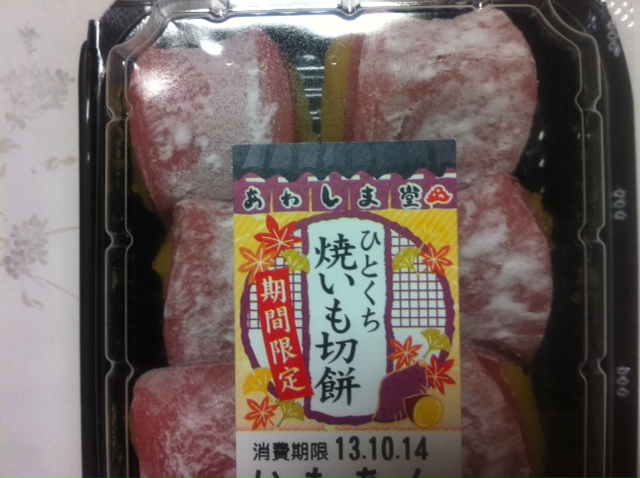 あわしま堂
ひとくち
焼いも切餅
期間限定
消費期限 13.10.14